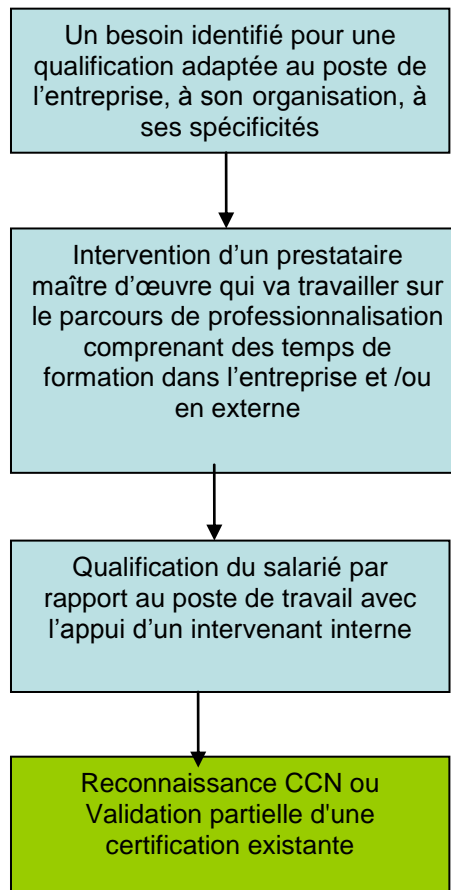 Un besoin identifié pour une
qualification adaptée au poste de
l’entreprise, à son organisation, à
ses spécificités
Intervention d’un prestataire
maître d’œuvre qui va travailler sur
le parcours de professionnalisation
comprenant des temps de
formation dans l’entreprise et /ou
en externe
Qualification du salarié par
rapport au poste de travail avec
l’appui d’un intervenant interne
Reconnaissance CCN ou
Validation partielle d'une
certification existante